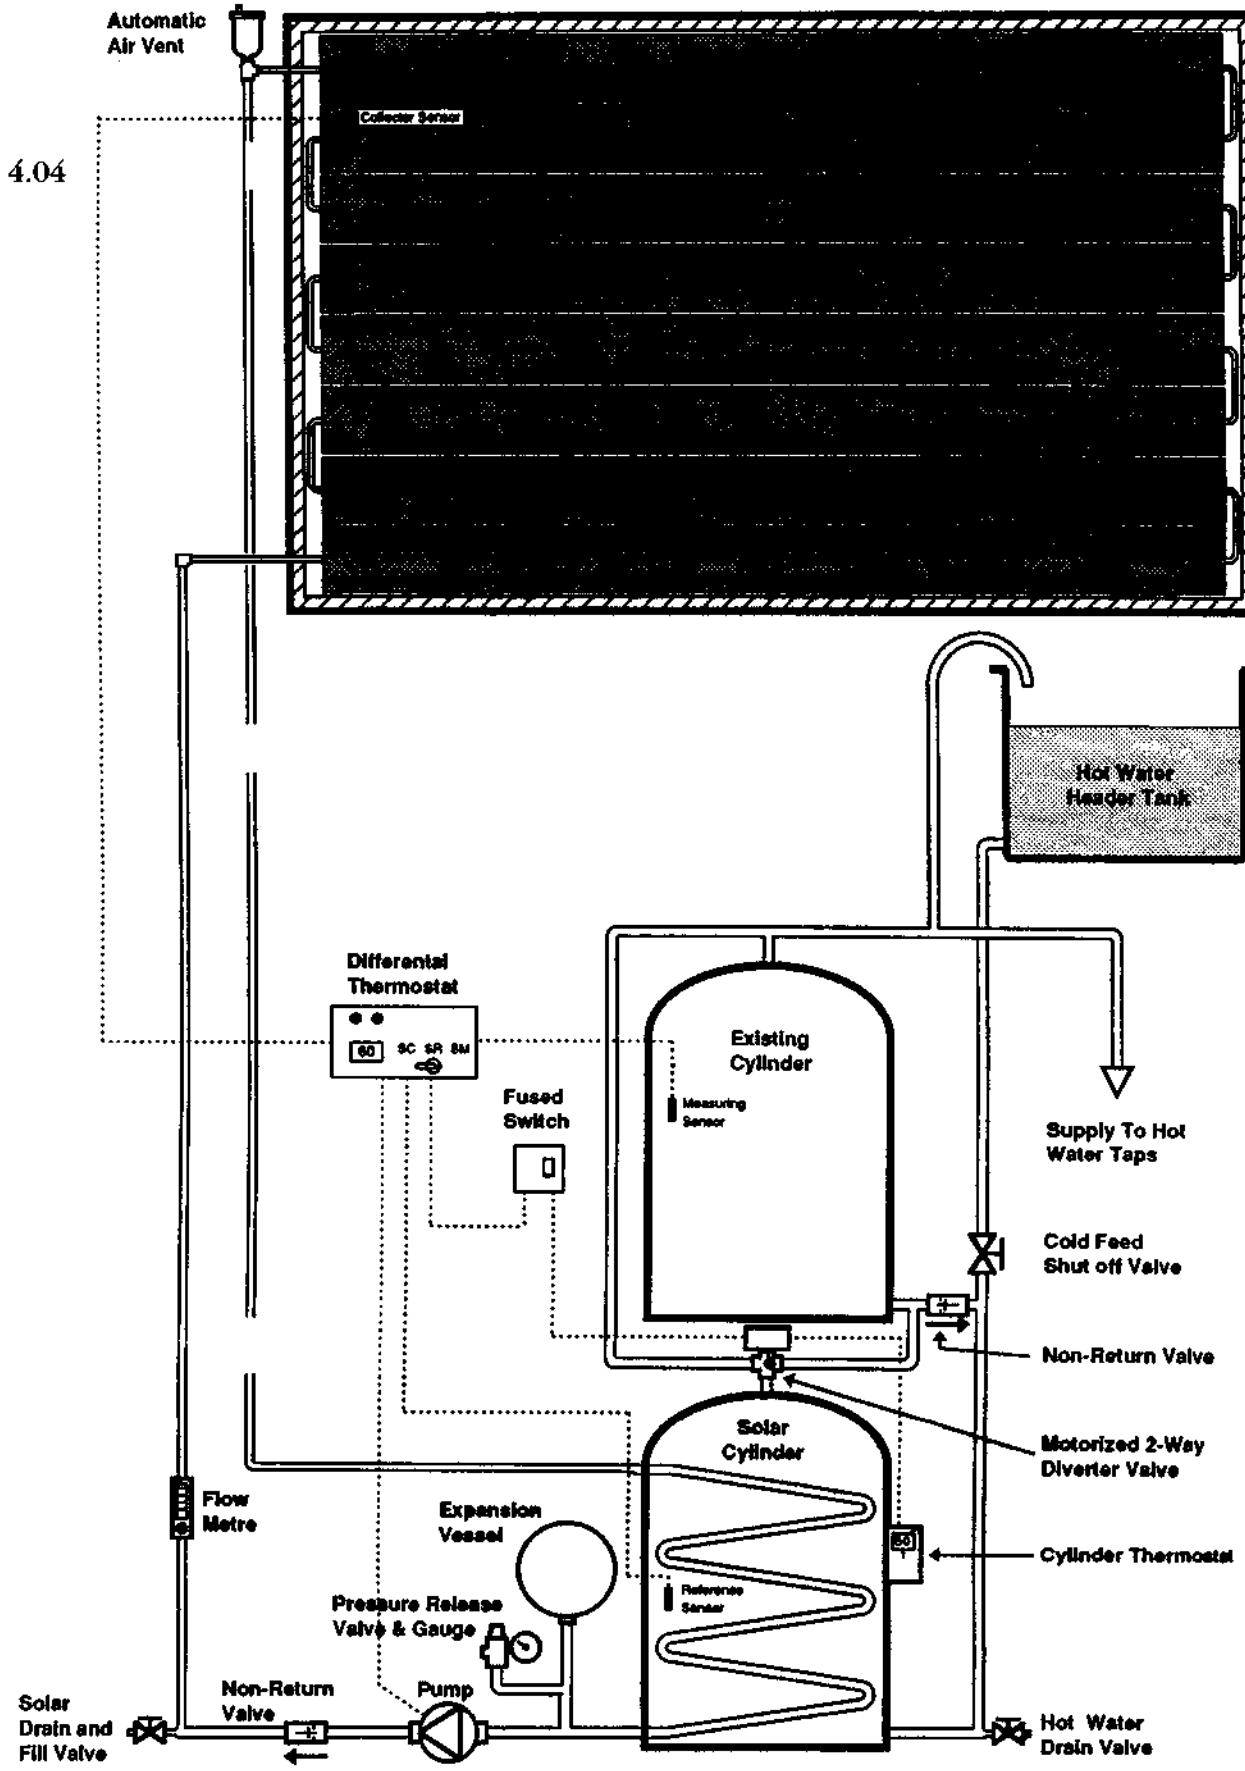 Automatic
Air Vent
Collector Sensor
4.04
Hot Water
Header Tank
Differental
Thermostat
60
SC SR SM
Existing
Cylinder
Fused
Switch
Measuring
Sensor
Supply To Hot
Water Taps
Cold Feed
Shut off Valve
Non-Return Valve
Solar
Cylinder
Motorized 2-Way
Diverter Valve
Flow
Metre
Expansion
Vessel
60
Cylinder Thermostat
Reference
Sensor
Pressure Release
Valve & Gauge
Non-Return
Valve
Pump
Solar
Drain and
Fill Valve
Hot Water
Drain Valve